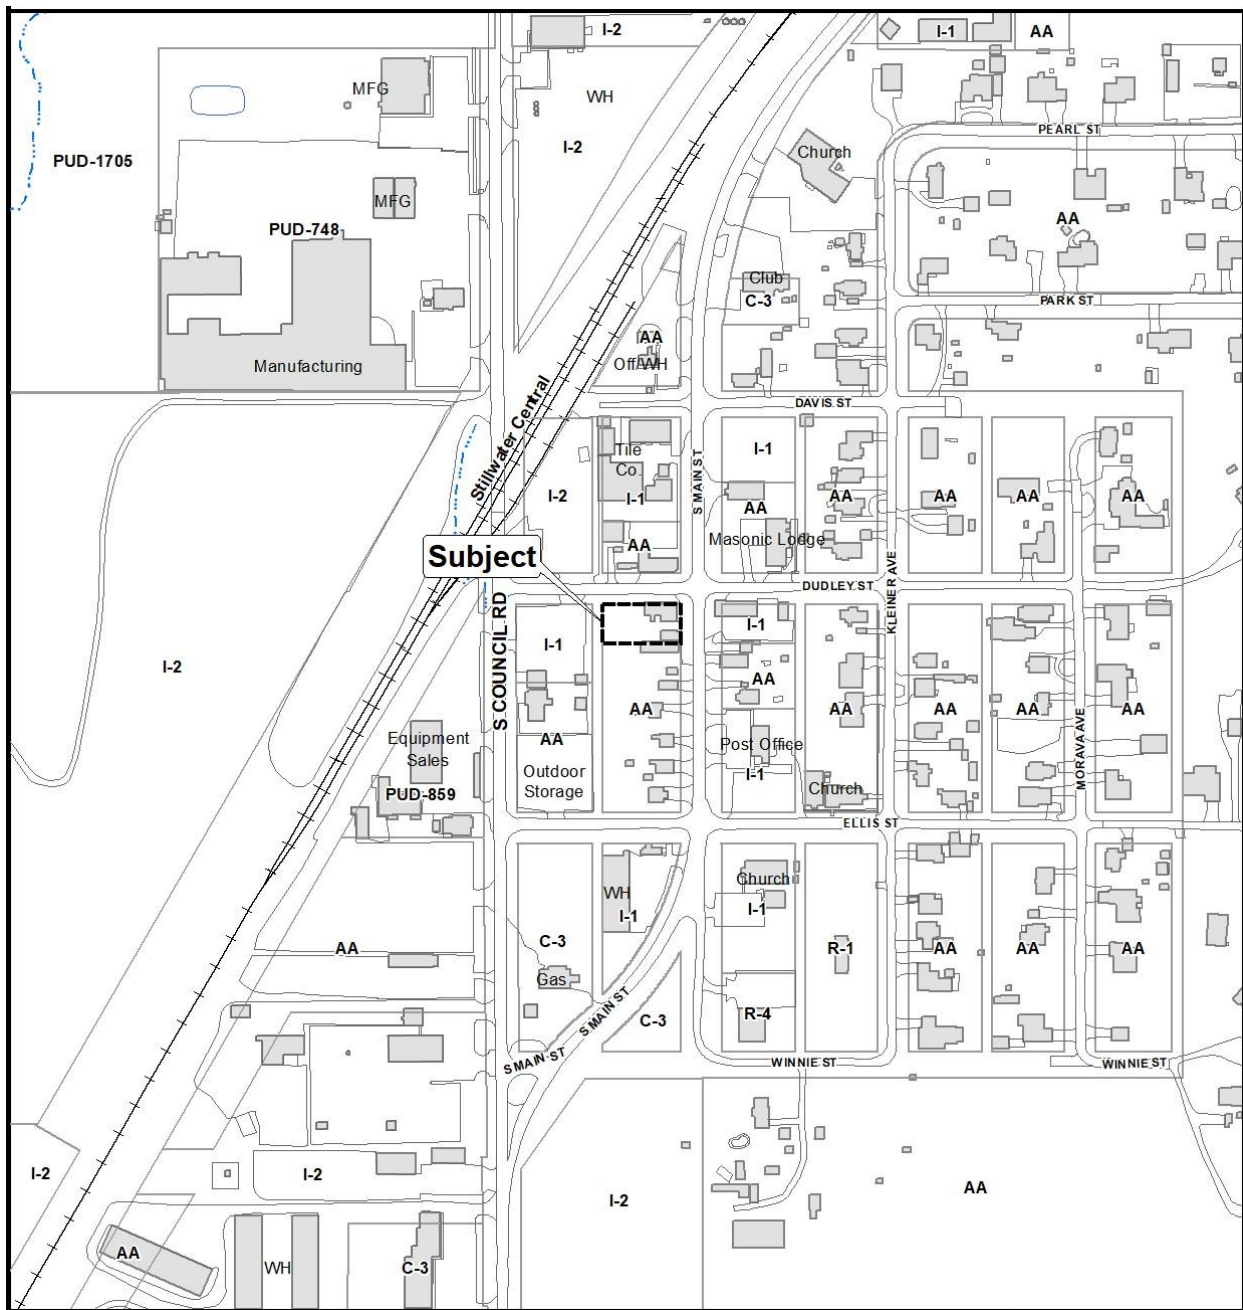 I-2
I-1
AA
MFG
WH
PEARL ST
I-2
Church
PUD-1705
MFG
AA
PUD-748
Club
C-3
PARK ST
AA
Off/WH
Manufacturing
Stillwater Central
DAVIS ST
Tile
Co.
I-1
S MAIN ST
I-1
I-2
AA
AA
AA
AA
AA
Masonic Lodge
AA
Subject
DUDLEY ST
KLEINER AVE
S COUNCIL RD
I-1
I-1
I-2
AA
AA
AA
AA
AA
AA
AA
MORAVA AVE
Equipment
Sales
Post Office
I-1
Outdoor
Storage
PUD-859
Church
ELLIS ST
WH
I-1
Church
I-1
AA
C-3
R-1
AA
AA
AA
Gas
S MAIN ST
S MAIN ST
C-3
R-4
WINNIE ST
WINNIE ST
I-2
I-2
I-2
AA
AA
WH
C-3